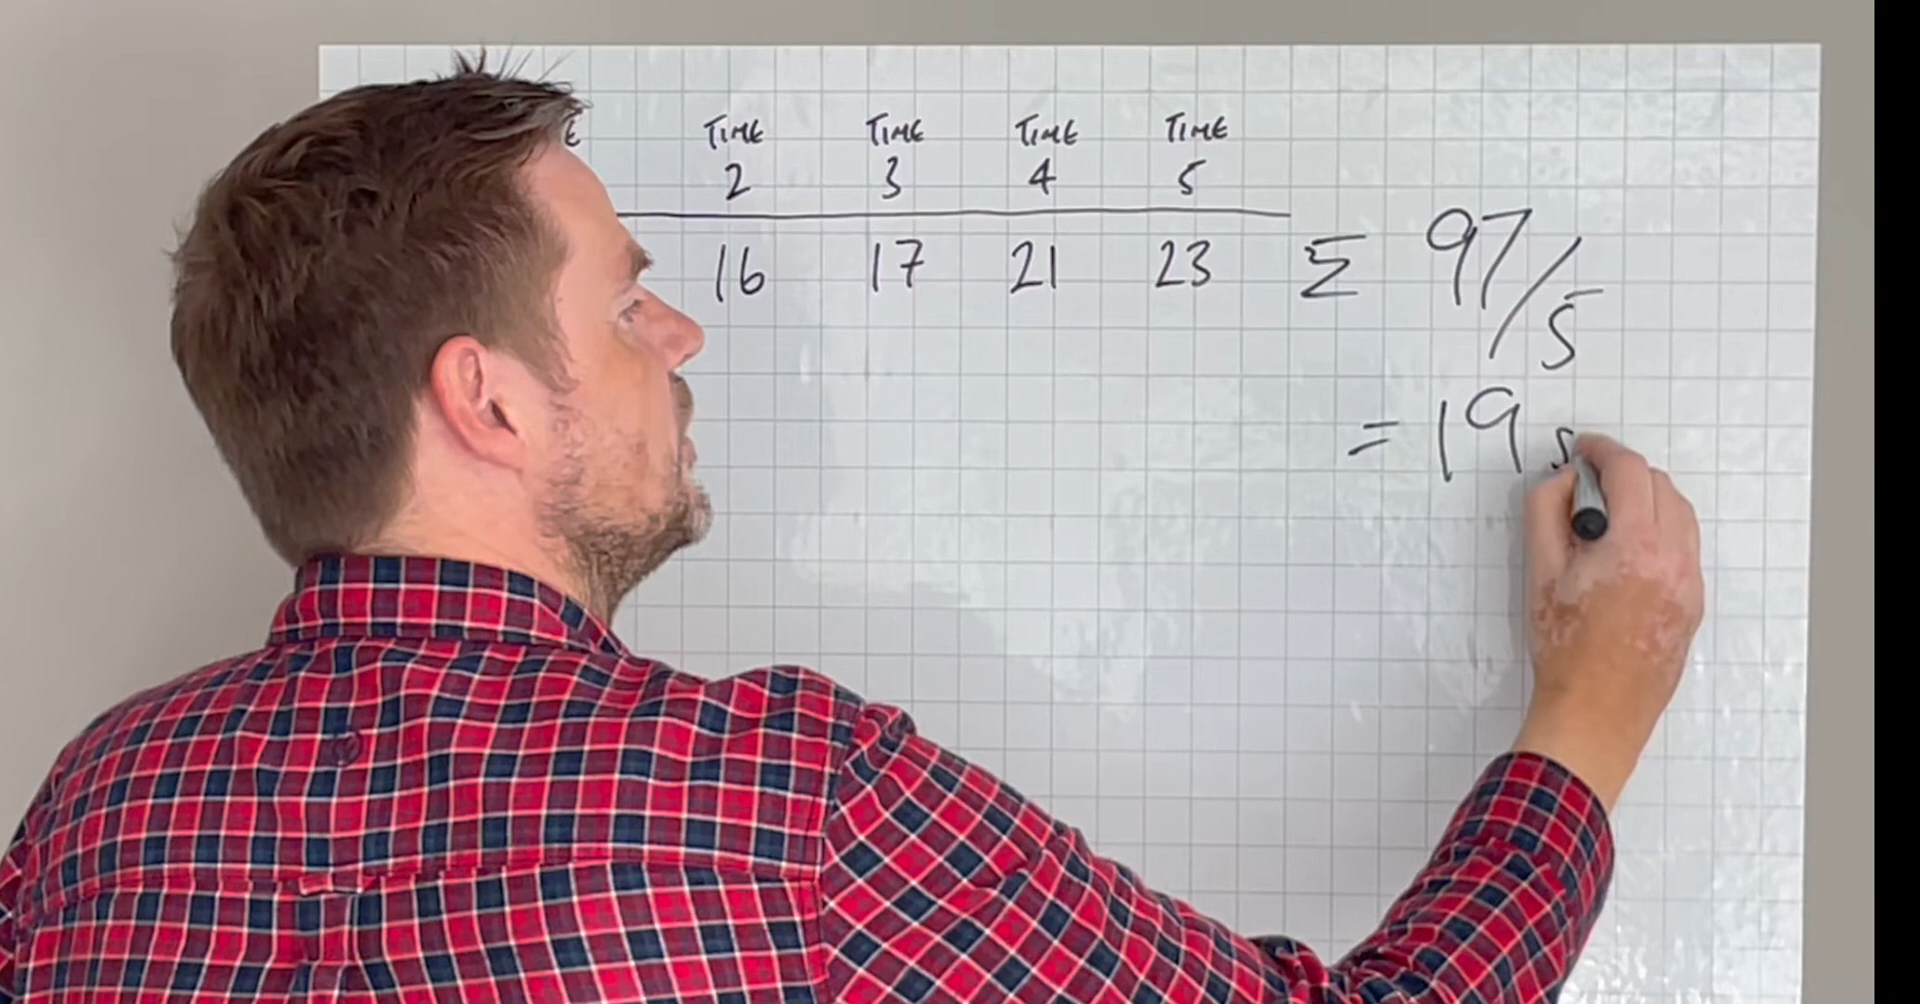 E TIME TIME TIME TIME
2 3 4 5
16 17 21 23 Σ 97/5
= 19 s